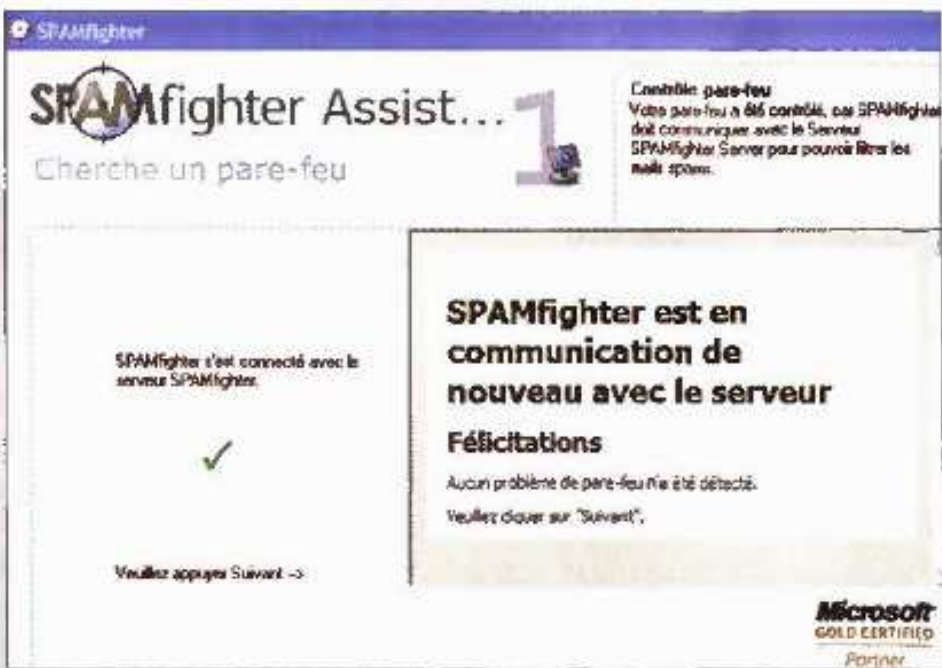 SPAMfighter
SPAMfighter Assist... 1
Cherche un pare-feu
Contrôle pare-feu
Votre pare-feu a été contrôlé, car SPAMfighter
doit communiquer avec le Serveur
SPAMfighter Server pour pouvoir filtrer les
mails spams.
SPAMfighter s'est connecté avec le
serveur SPAMfighter.
✓
Veuillez appuyer Suivant -->
SPAMfighter est en
communication de
nouveau avec le serveur
Félicitations
Aucun problème de pare-feu n'a été détecté.
Veuillez cliquer sur "Suivant".
Microsoft
GOLD CERTIFIED
Partner